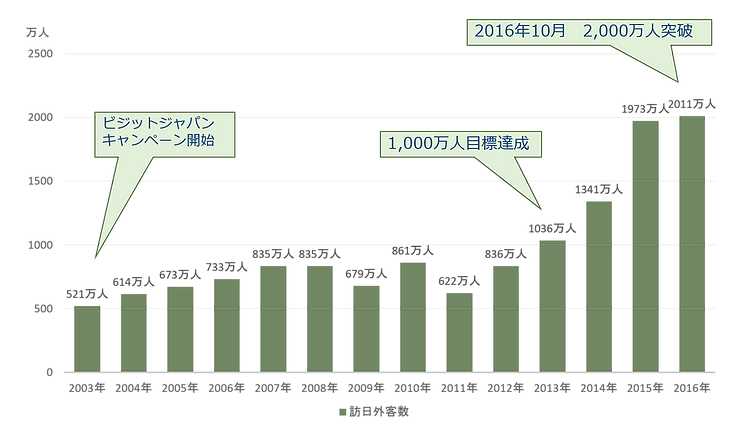 2016年10月　2,000万人突破
万人
2500
2000
1500
1000
500
0
ビジットジャパン
キャンペーン開始
1,000万人目標達成
521万人
614万人
673万人
733万人
835万人
835万人
679万人
861万人
622万人
836万人
1036万人
1341万人
1973万人
2011万人
2003年 2004年 2005年 2006年 2007年 2008年 2009年 2010年 2011年 2012年 2013年 2014年 2015年 2016年
訪日外客数